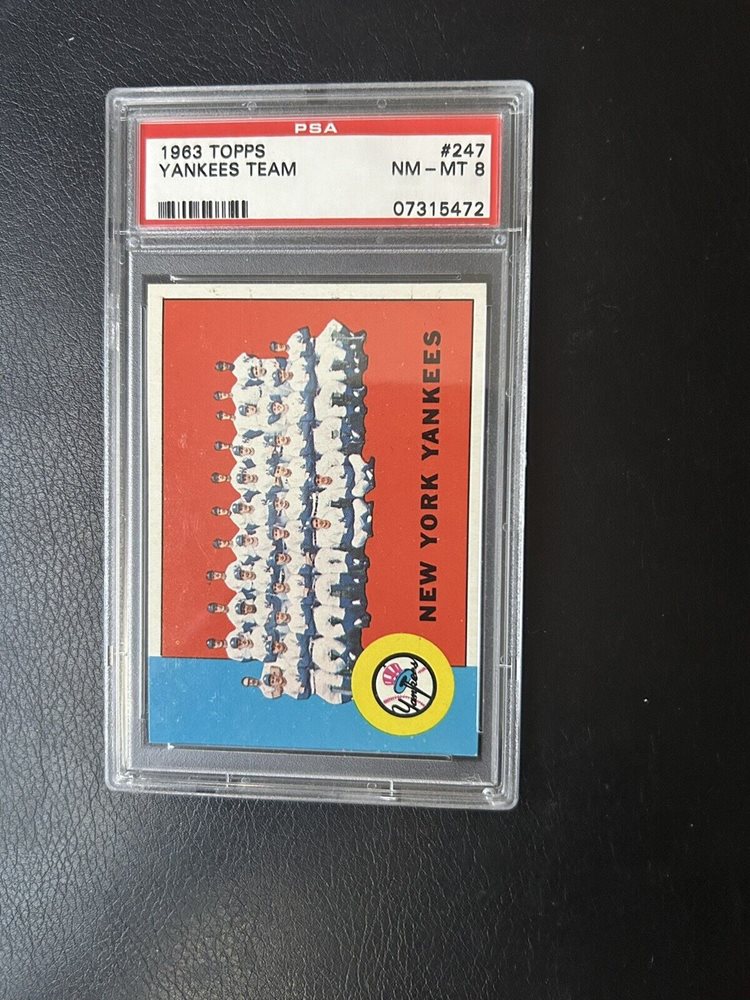 PSA
1963 TOPPS #247
YANKEES TEAM NM - MT 8
07315472
NEW YORK YANKEES
Yankees